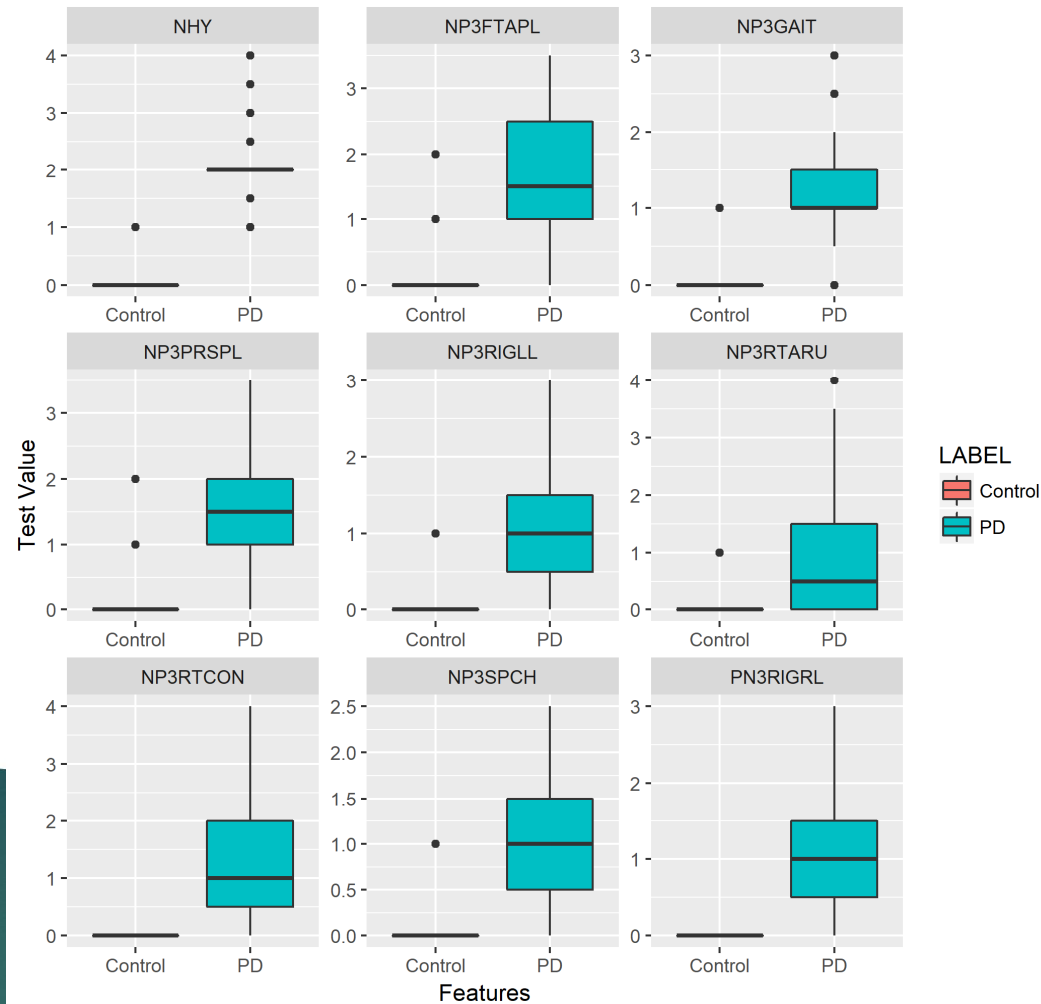 NHY
NP3FTAPL
NP3GAIT
4
3
2
1
0
Control
PD
3
2
1
0
Control
PD
3
2
1
0
Control
PD
NP3PRSPL
NP3RIGLL
NP3RTARU
Test Value
3
2
1
0
Control
PD
3
2
1
0
Control
PD
4
3
2
1
0
Control
PD
LABEL
Control
PD
NP3RTCON
NP3SPCH
PN3RIGRL
4
3
2
1
0
Control
PD
2.5
2.0
1.5
1.0
0.5
0.0
Control
PD
3
2
1
0
Control
PD
Features